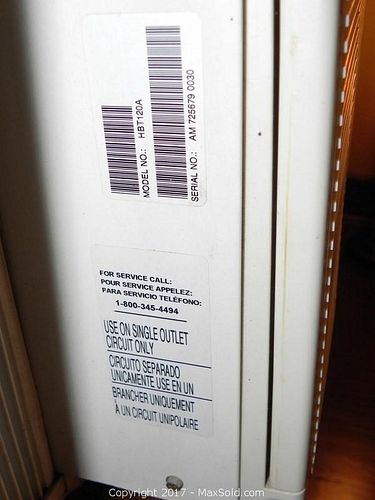 MODEL NO.: HBT120A
SERIAL NO.: AM 725679 0030
FOR SERVICE CALL:
POUR SERVICE APPELEZ:
PARA SERVICIO TELÉFONO:
1-800-345-4494
USE ON SINGLE OUTLET
CIRCUIT ONLY
CIRCUITO SEPARADO
UNICAMENTE USE EN UN
BRANCHER UNIQUEMENT
À UN CIRCUIT UNIPOLAIRE
Copyright 2017 - MaxSold.com